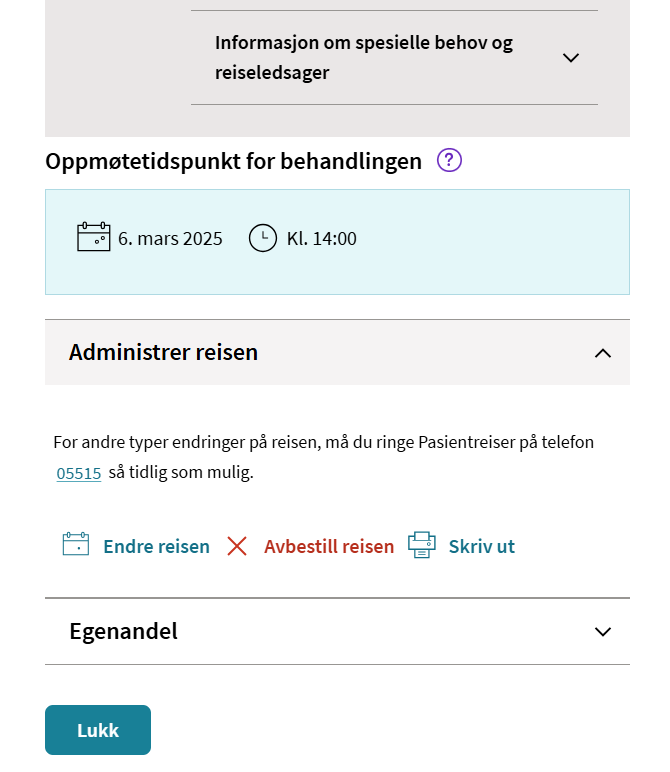 Informasjon om spesielle behov og
reiseledsager
Oppmøtetidspunkt for behandlingen ?
6. mars 2025 Kl. 14:00
Administrer reisen
For andre typer endringer på reisen, må du ringe Pasientreiser på telefon
05515 så tidlig som mulig.
Endre reisen Avbestill reisen Skriv ut
Egenandel
Lukk